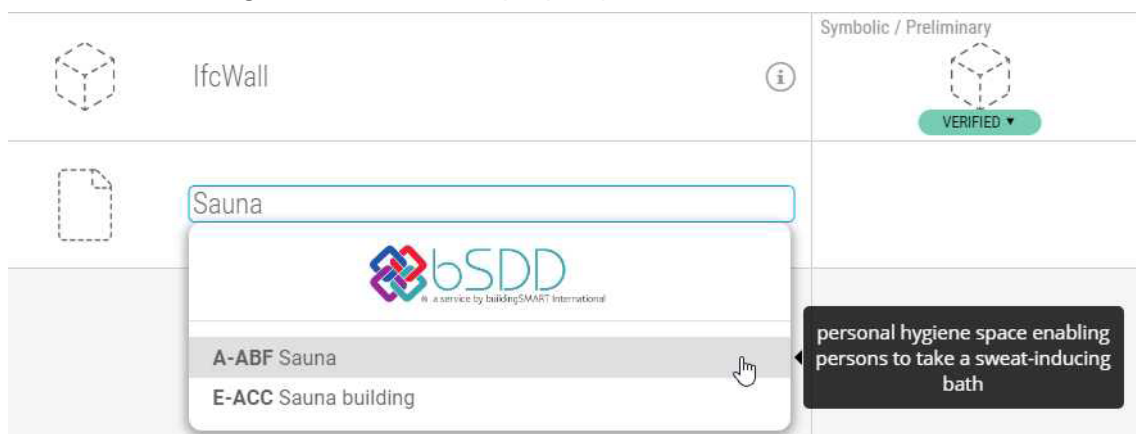 Symbolic / Preliminary
IfcWall
i
VERIFIED ▼
Sauna
bSDD
is a service by buildingSMART International
A-ABF Sauna
E-ACC Sauna building
personal hygiene space enabling
persons to take a sweat-inducing
bath